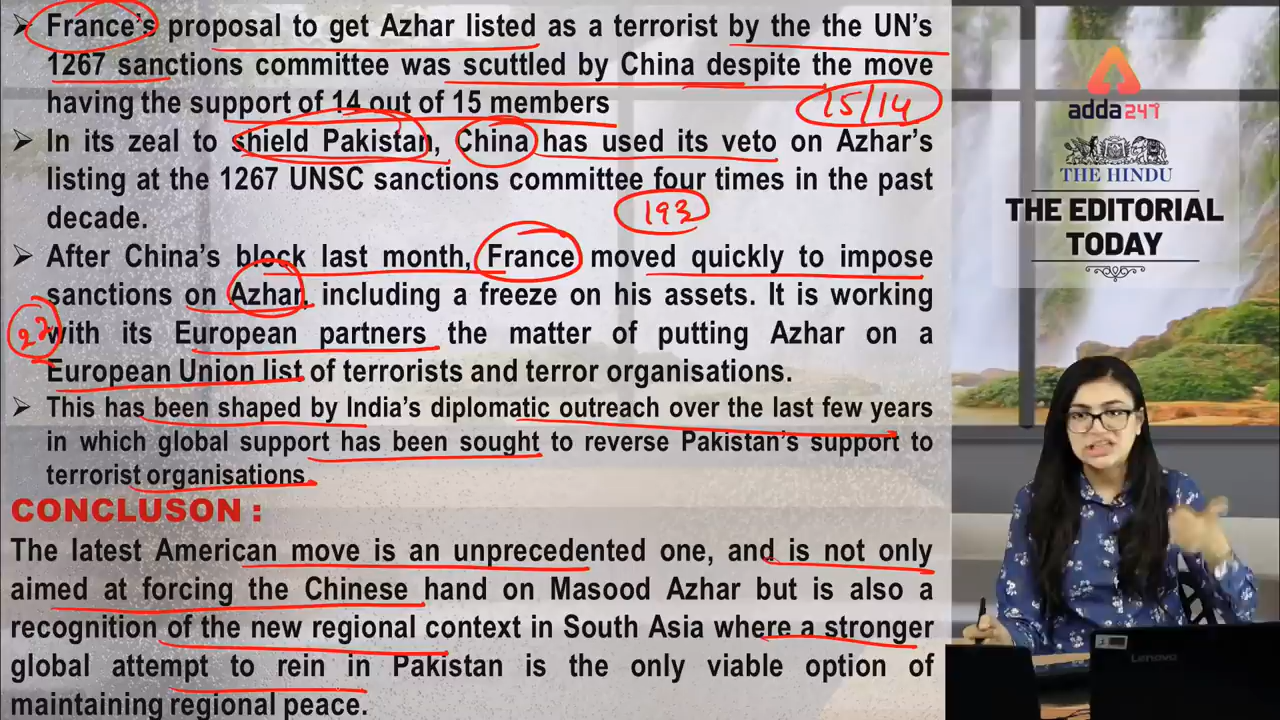 ➤ France's proposal to get Azhar listed as a terrorist by the the UN's
1267 sanctions committee was scuttled by China despite the move
having the support of 14 out of 15 members
15/14
➤ In its zeal to shield Pakistan, China has used its veto on Azhar's
listing at the 1267 UNSC sanctions committee four times in the past
decade.
193
➤ After China's block last month, France moved quickly to impose
sanctions on Azhar, including a freeze on his assets. It is working
with its European partners the matter of putting Azhar on a
European Union list of terrorists and terror organisations.
➤ This has been shaped by India's diplomatic outreach over the last few years
in which global support has been sought to reverse Pakistan's support to
terrorist organisations.
CONCLUSON :
The latest American move is an unprecedented one, and is not only
aimed at forcing the Chinese hand on Masood Azhar but is also a
recognition of the new regional context in South Asia where a stronger
global attempt to rein in Pakistan is the only viable option of
maintaining regional peace.
adda247
THE HINDU
THE EDITORIAL
TODAY
Lenovo